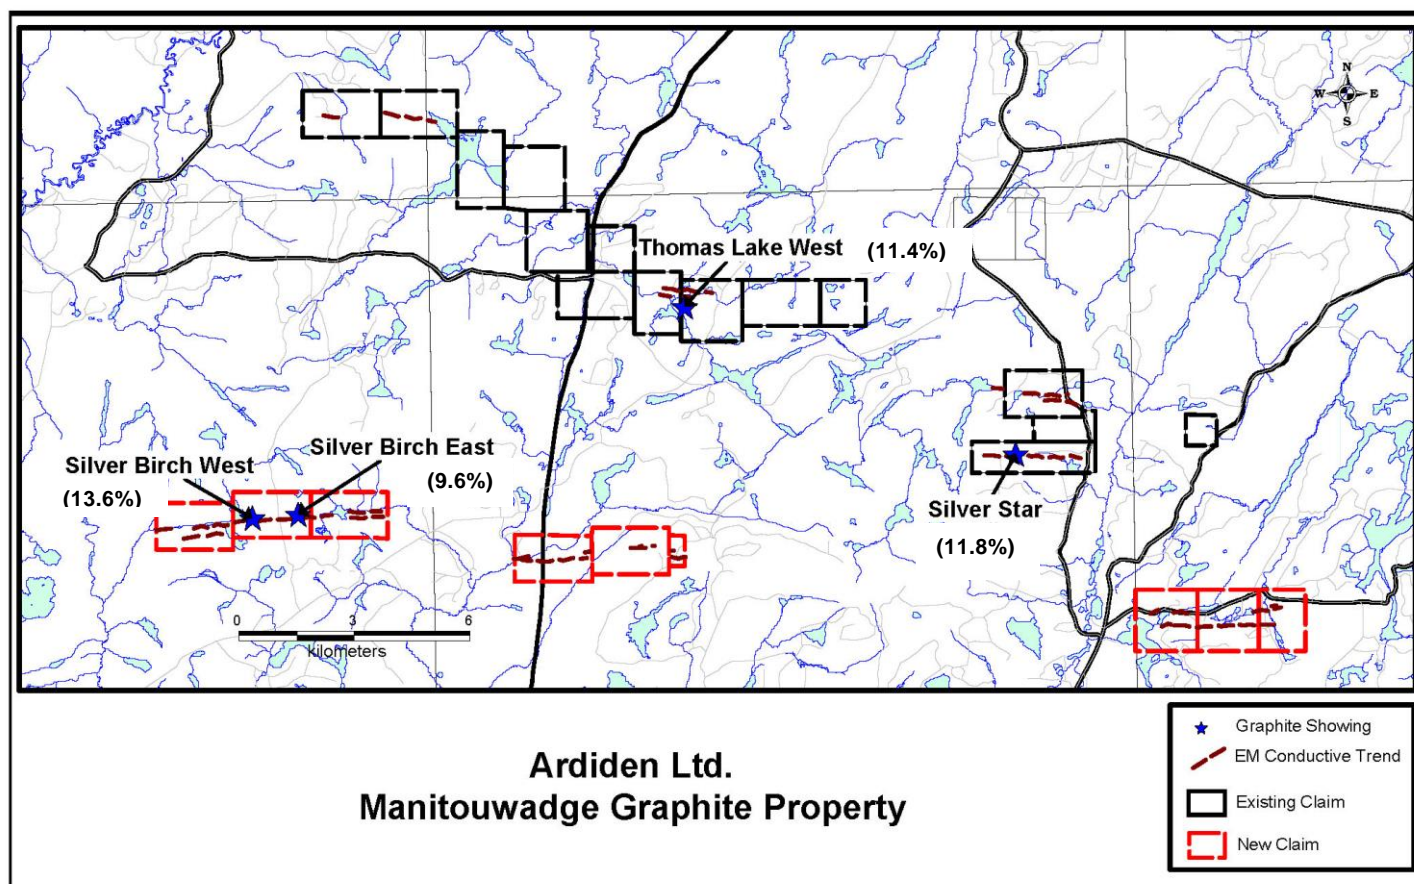 N
W E
S
Thomas Lake West (11.4%)
Silver Birch East
(9.6%)
Silver Birch West
(13.6%)
Silver Star
(11.8%)
0 3 6
kilometers
Ardiden Ltd.
Manitouwadge Graphite Property
Graphite Showing
EM Conductive Trend
Existing Claim
New Claim